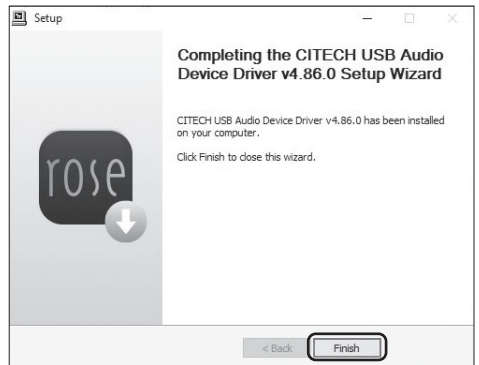 Setup
Completing the CITECH USB Audio
Device Driver v4.86.0 Setup Wizard
CITECH USB Audio Device Driver v4.86.0 has been installed
on your computer.
Click Finish to close this wizard.
rose
< Back
Finish